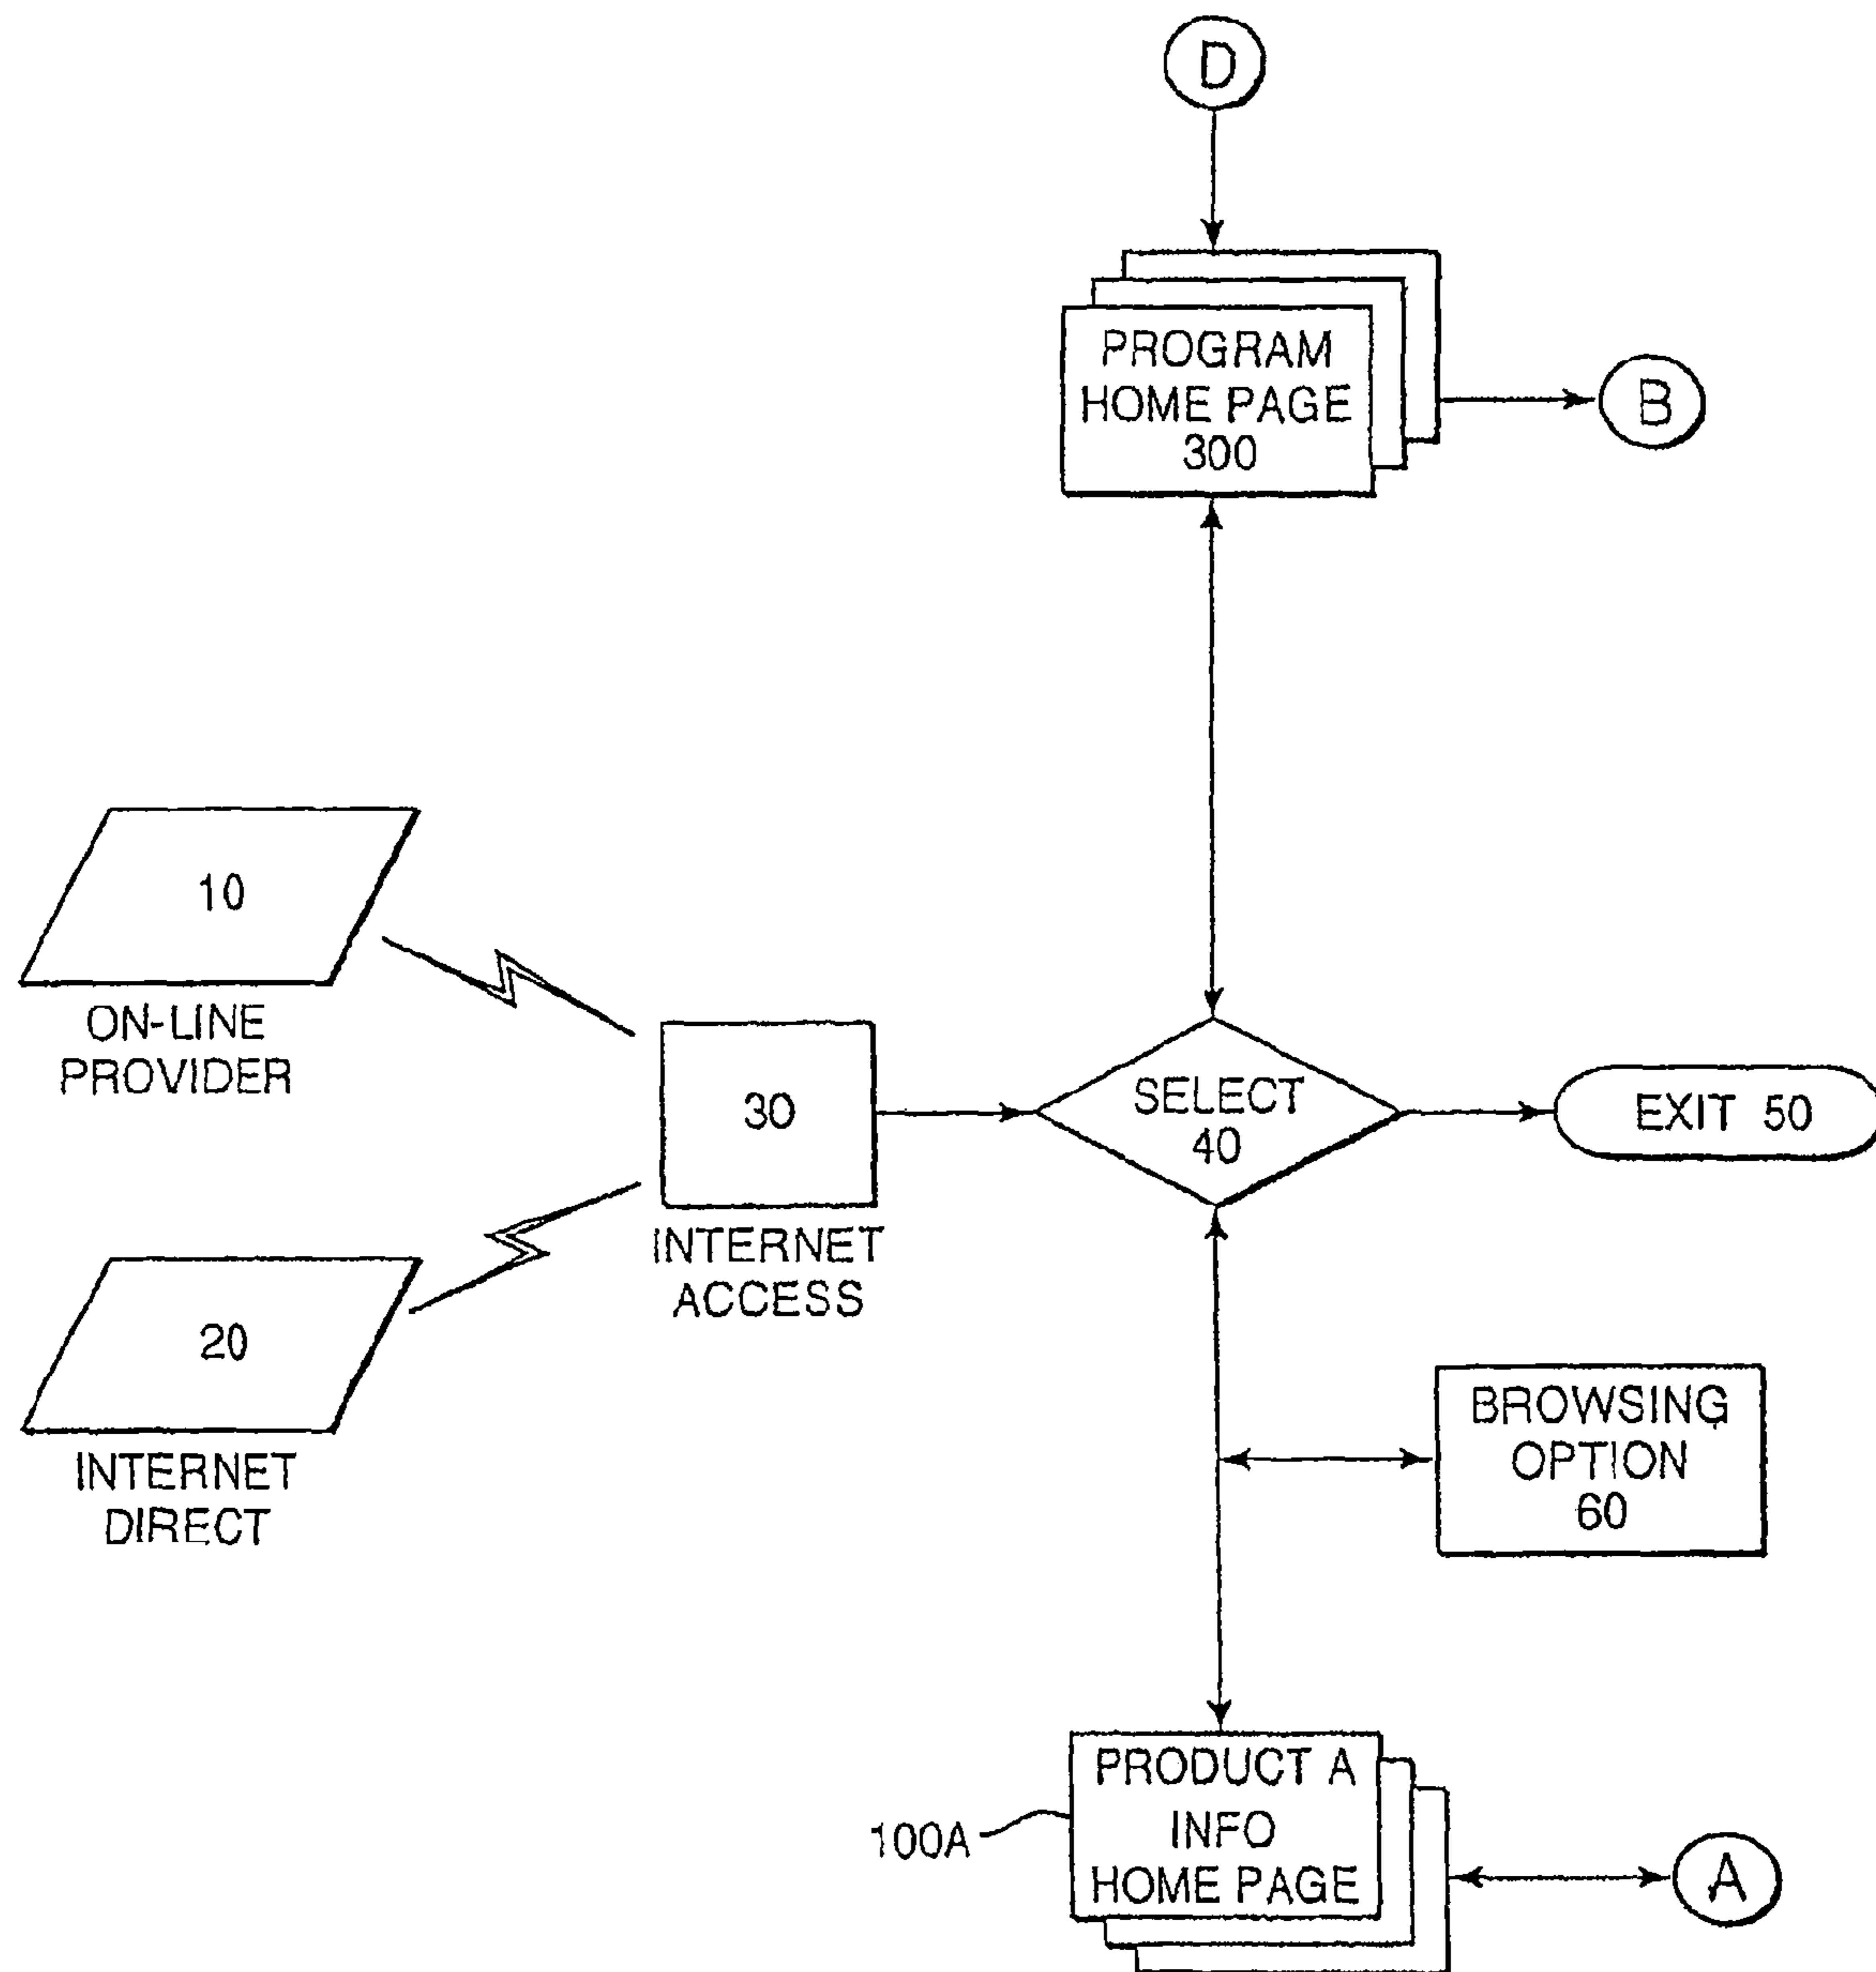 D
PROGRAM
HOME PAGE
300
B
10
ON-LINE
PROVIDER
30
INTERNET
ACCESS
SELECT
40
EXIT 50
20
INTERNET
DIRECT
BROWSING
OPTION
60
100A
PRODUCT A
INFO
HOME PAGE
A